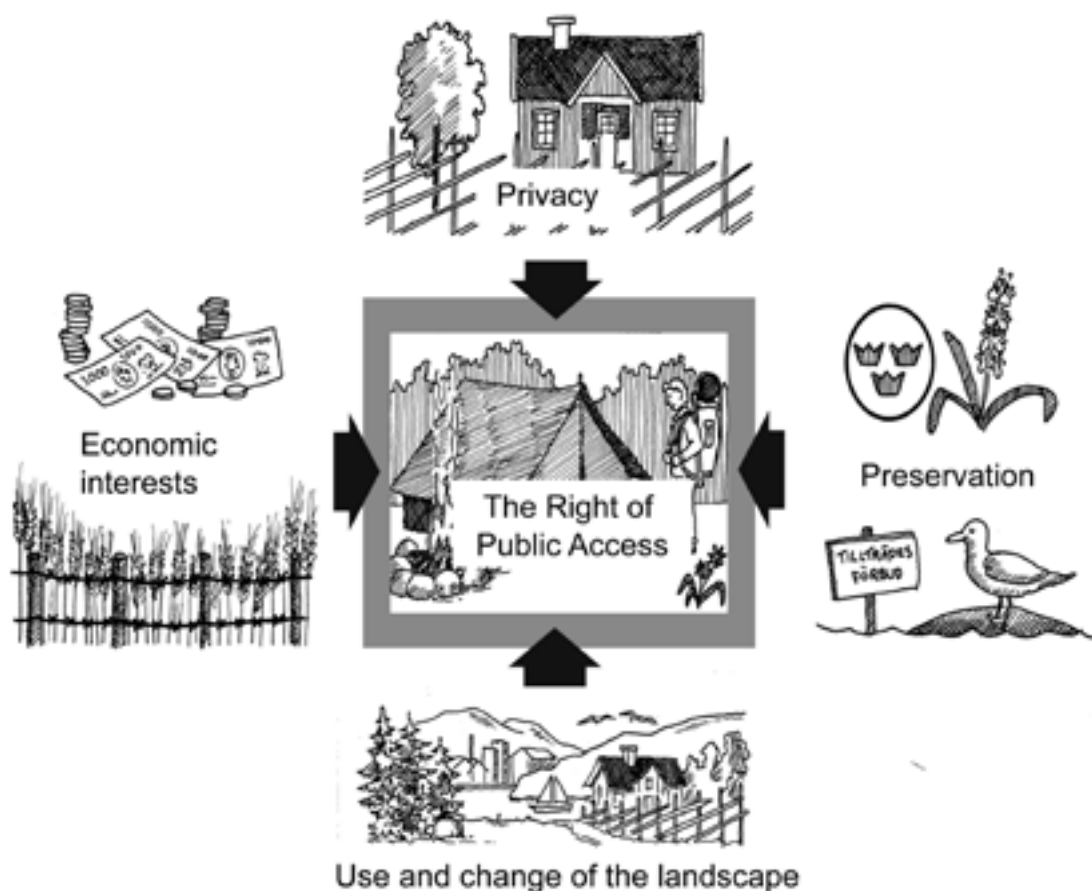 Privacy
Economic
interests
The Right of
Public Access
Preservation
TILLTRÄDES
FÖRBUD
Use and change of the landscape